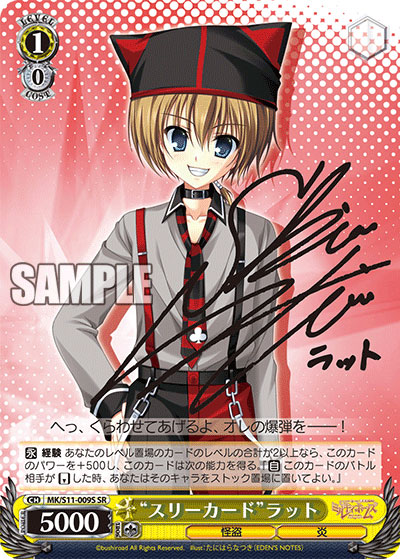 LEVEL
1
0
COST
SAMPLE
ラット
へっ、くらわせてあげるよ、オレの爆弾を――！
永 経験 あなたのレベル置場のカードのレベルの合計が2以上なら、このカード
のパワーを+500し、このカードは次の能力を得る。『自 このカードのバトル
相手が した時、あなたはそのキャラをストック置場に置いてよい。』
CH MK/S11-009S SR
5000
POWER
“スリーカード”ラット
怪盗
炎
©bushiroad All Rights Reserved. illust：たにはらなつき（EDEN'S NOTES）